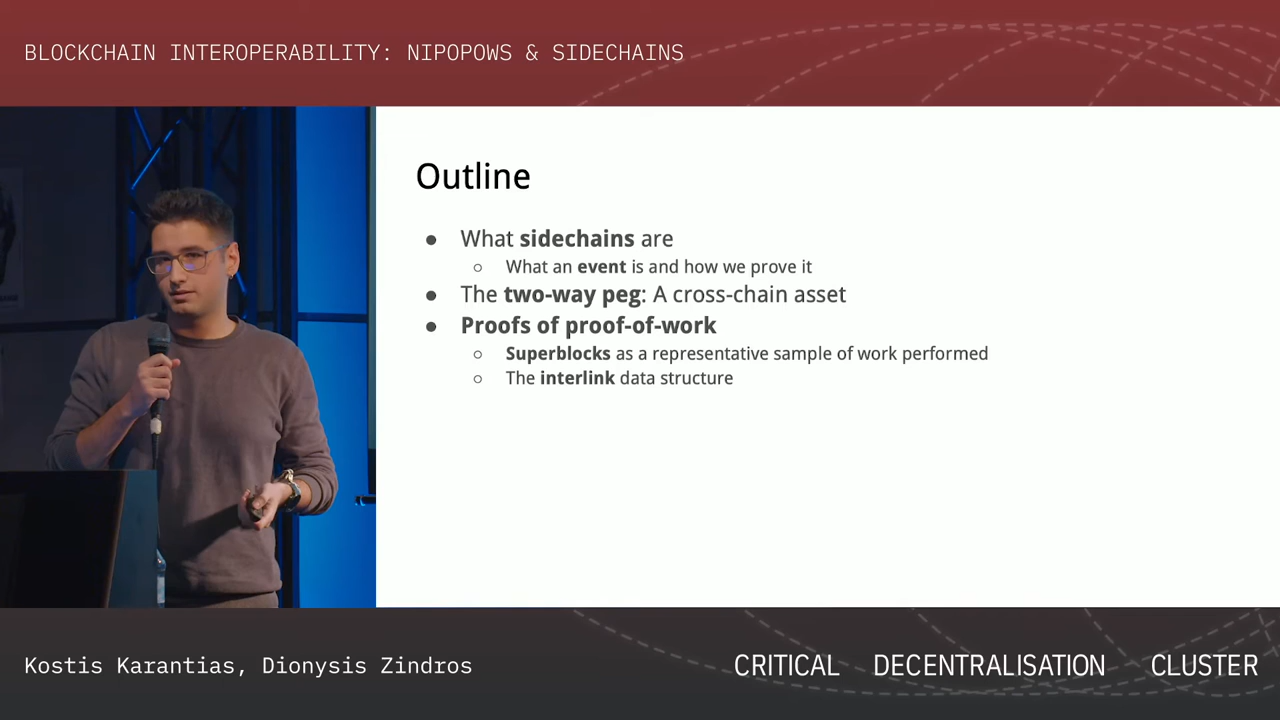 BLOCKCHAIN INTEROPERABILITY: NIPOPOWS & SIDECHAINS
Outline
● What sidechains are
○ What an event is and how we prove it
● The two-way peg: A cross-chain asset
● Proofs of proof-of-work
○ Superblocks as a representative sample of work performed
○ The interlink data structure
Kostis Karantias, Dionysis Zindros
CRITICAL DECENTRALISATION CLUSTER